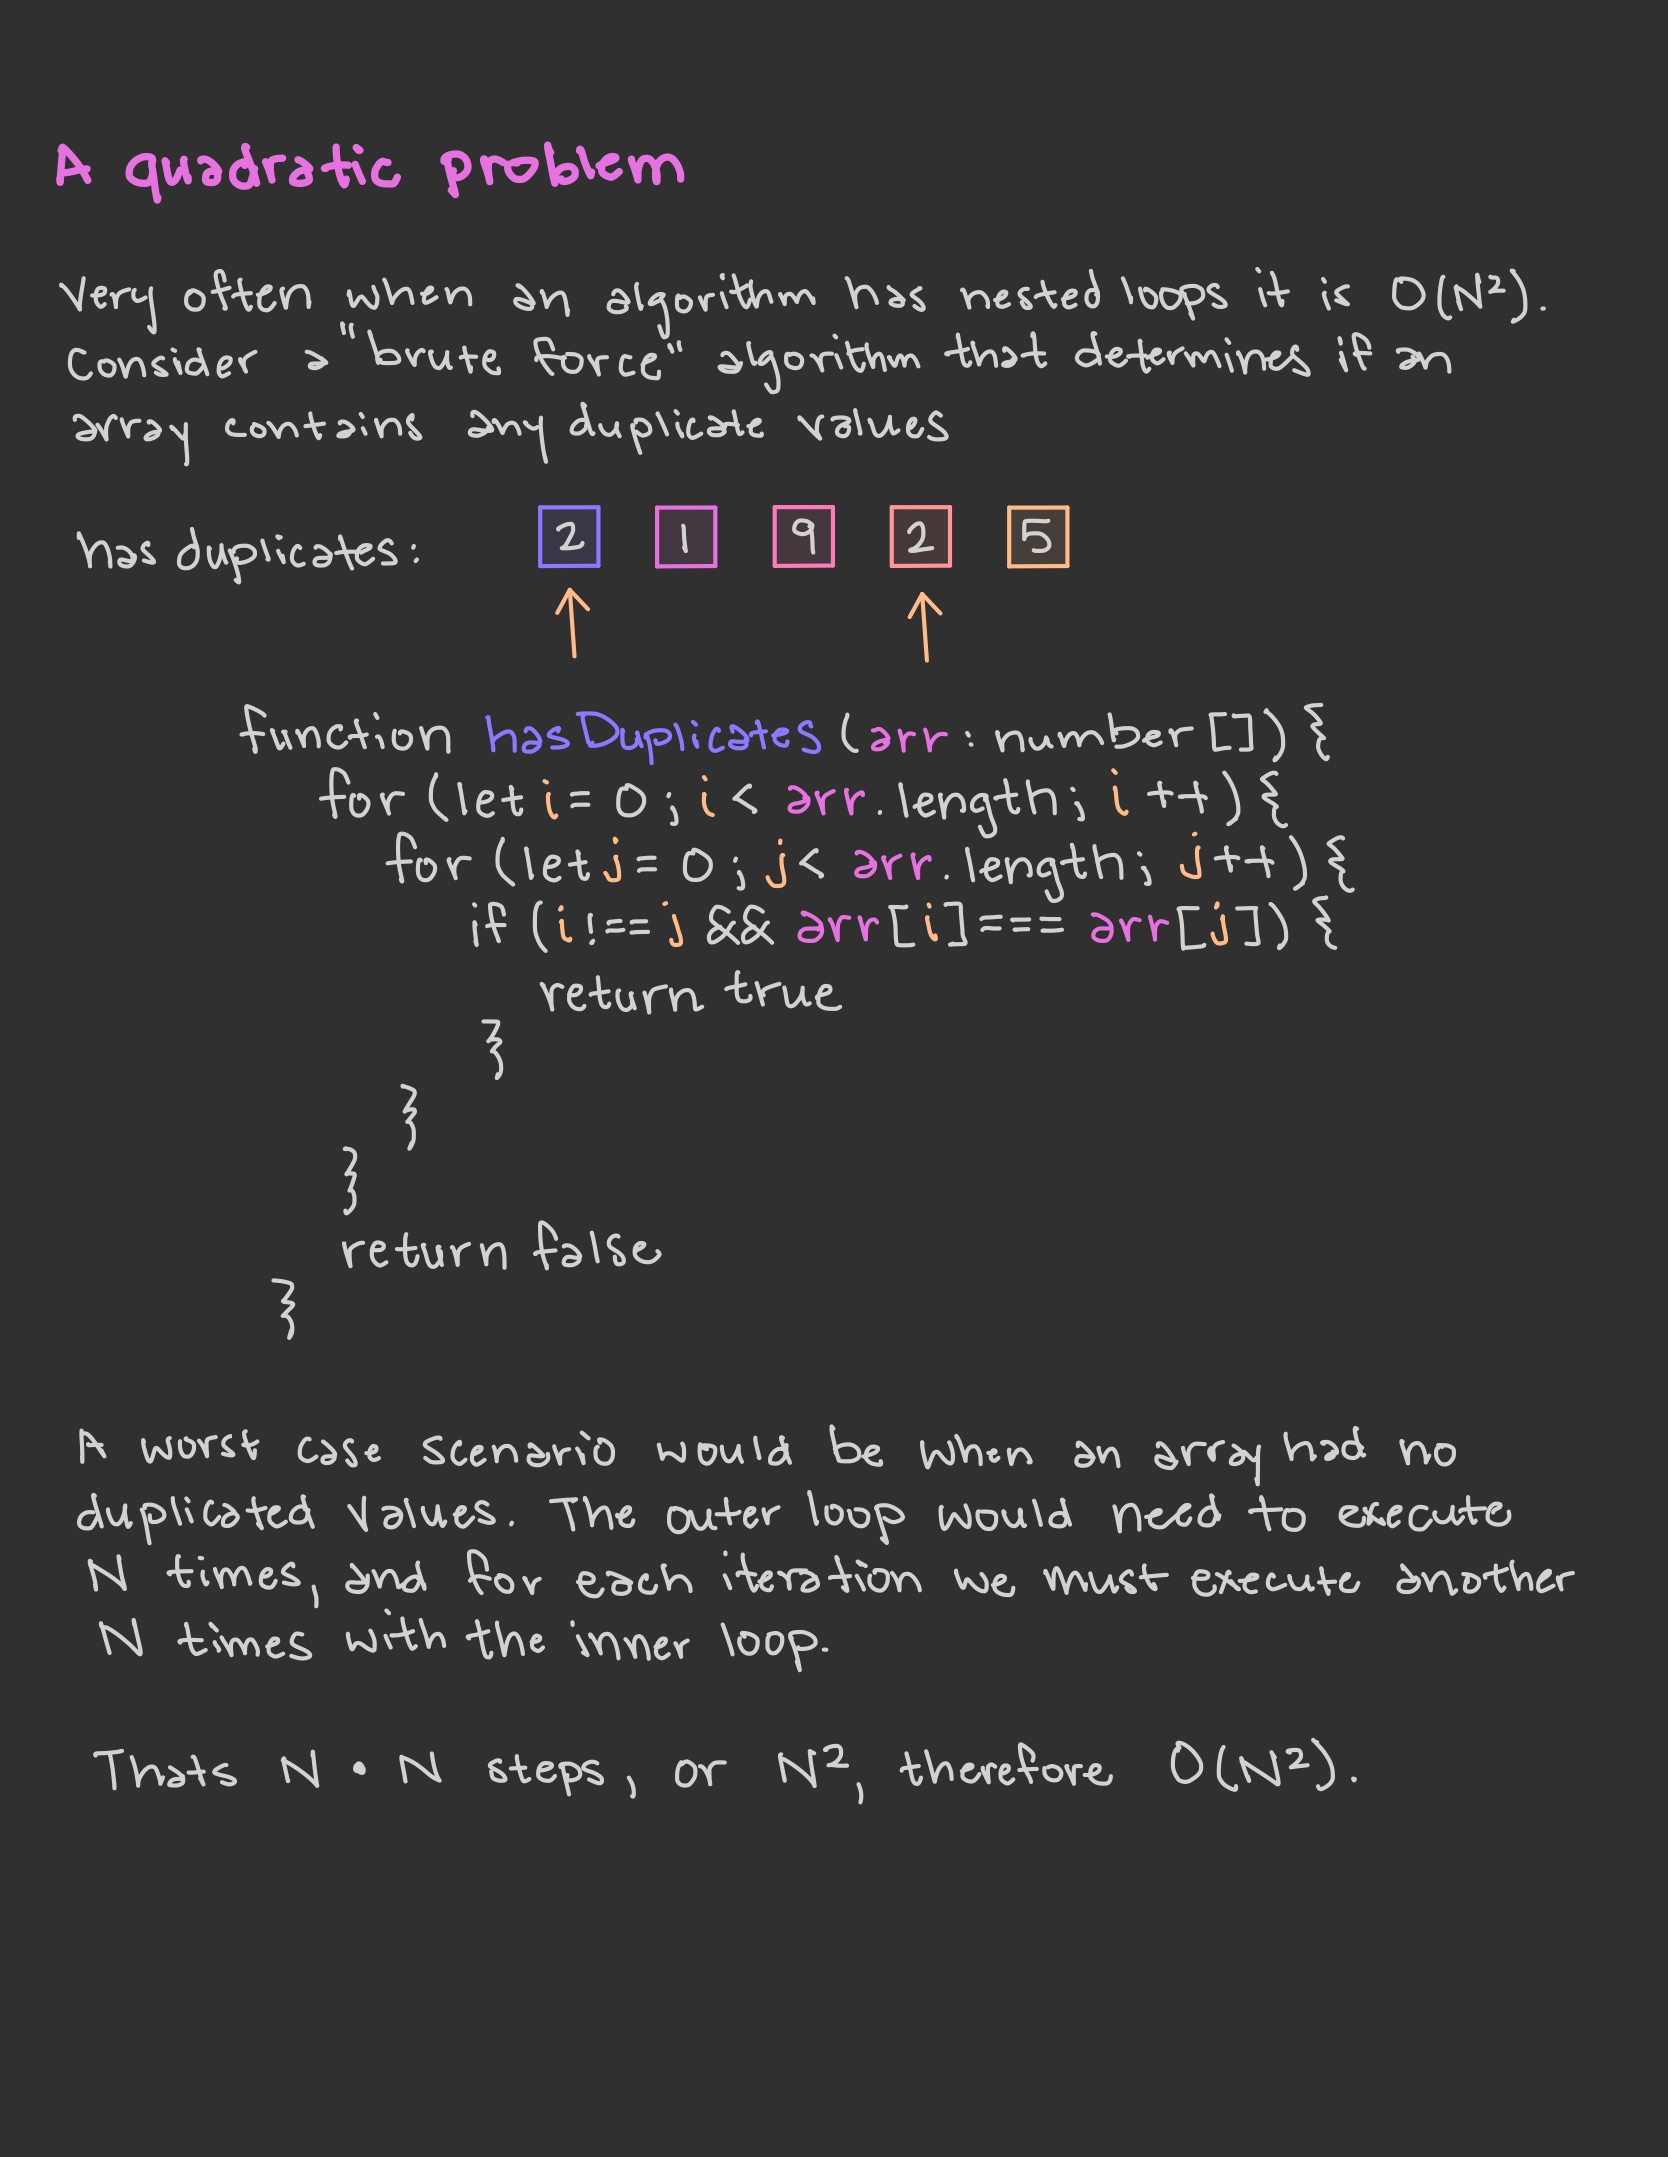 A quadratic problem
Very often when an algorithm has nested loops it is O(N²).
Consider a "brute force" algorithm that determines if an
array contains any duplicate values
has duplicates: 2 1 9 2 5
function hasDuplicates (arr: number[]) {
for (let i = 0; i < arr.length; i++) {
for (let j = 0; j < arr.length; j++) {
if (i !== j && arr[i] === arr[j]) {
return true
}
}
}
return false
}
A worst case scenario would be when an array had no
duplicated values. The outer loop would need to execute
N times, and for each iteration we must execute another
N times with the inner loop.
Thats N • N steps, or N², therefore O(N²).